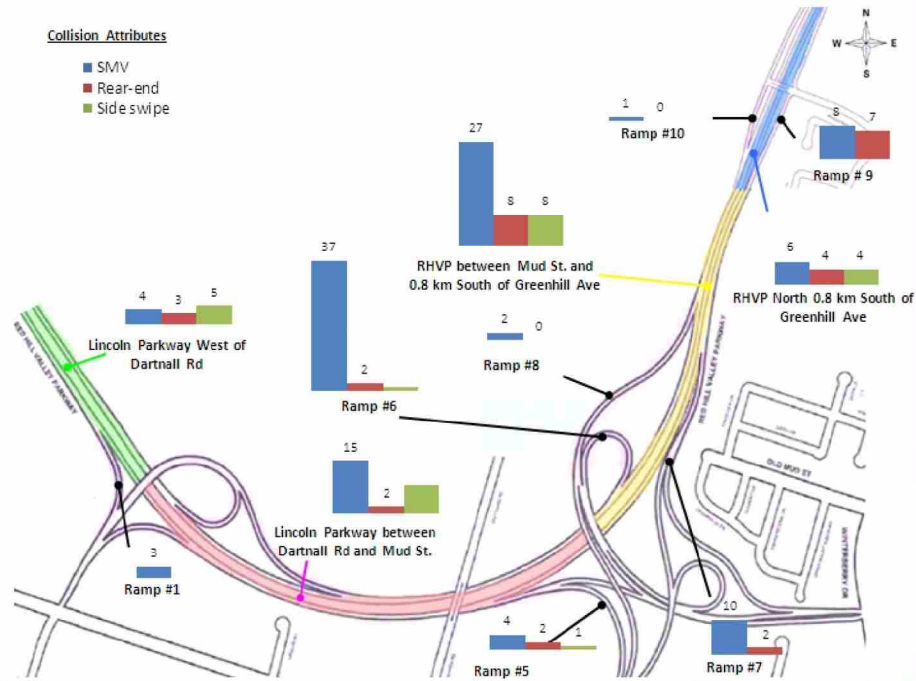 Collision Attributes
SMV
Rear-end
Side swipe
N
W E
S
1 0
Ramp #10
8 7
Ramp # 9
27
8 8
RHVP between Mud St. and
0.8 km South of Greenhill Ave
37
2
Ramp #6
6
4 4
RHVP North 0.8 km South of
Greenhill Ave
4 3 5
Lincoln Parkway West of
Dartnall Rd
RED HILL VALLEY PARKWAY
2 0
Ramp #8
RED HILL VALLEY PARKWAY
15
2
Lincoln Parkway between
Dartnall Rd and Mud St.
OLD MUD ST
WINTERBERRY DR
3
Ramp #1
4 2 1
Ramp #5
10
2
Ramp #7